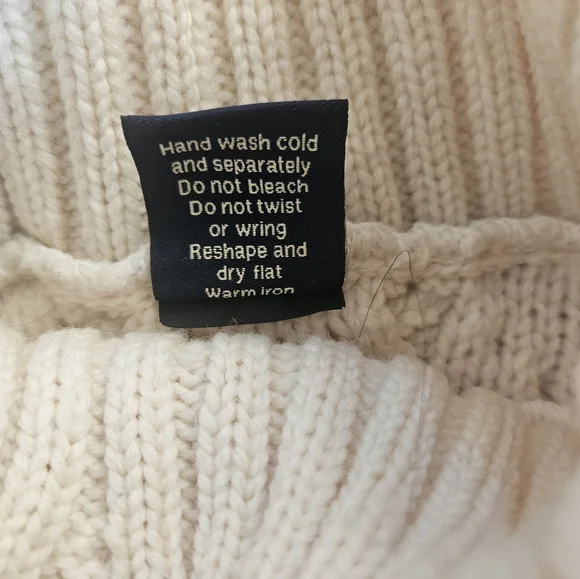 Hand wash cold
and separately
Do not bleach
Do not twist
or wring
Reshape and
dry flat
Warm iron